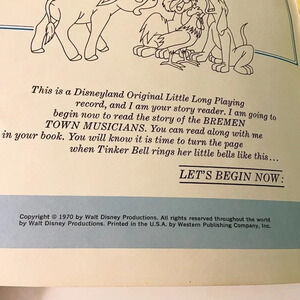 This is a Disneyland Original Little Long Playing
record, and I am your story reader. I am going to
begin now to read the story of the BREMEN
TOWN MUSICIANS. You can read along with me
in your book. You will know it is time to turn the page
when Tinker Bell rings her little bells like this...
LET'S BEGIN NOW:
Copyright © 1970 by Walt Disney Productions. All rights reserved throughout the world
by Walt Disney Productions. Printed in the U.S.A. by Western Publishing Company, Inc.